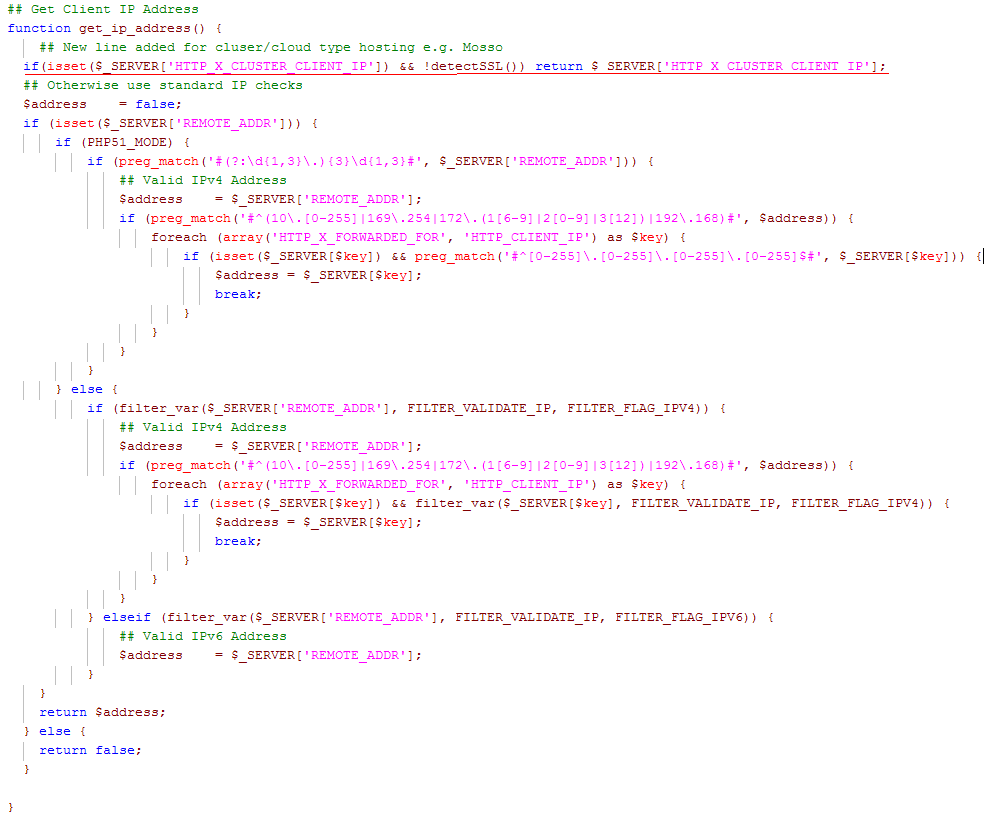 ## Get Client IP Address
function get_ip_address() {
## New line added for cluser/cloud type hosting e.g. Mosso
if(isset($_SERVER['HTTP_X_CLUSTER_CLIENT_IP']) && !detectSSL()) return $_SERVER['HTTP_X_CLUSTER_CLIENT_IP'];
## Otherwise use standard IP checks
$address    = false;
if (isset($_SERVER['REMOTE_ADDR'])) {
if (PHP51_MODE) {
if (preg_match('#(?:\d{1,3}\.){3}\d{1,3}#', $_SERVER['REMOTE_ADDR'])) {
## Valid IPv4 Address
$address    = $_SERVER['REMOTE_ADDR'];
if (preg_match('#^(10\.[0-255]|169\.254|172\.(1[6-9]|2[0-9]|3[12])|192\.168)#', $address)) {
foreach (array('HTTP_X_FORWARDED_FOR', 'HTTP_CLIENT_IP') as $key) {
if (isset($_SERVER[$key]) && preg_match('#^[0-255]\.[0-255]\.[0-255]\.[0-255]$#', $_SERVER[$key])) {
$address = $_SERVER[$key];
break;
}
}
}
}
} else {
if (filter_var($_SERVER['REMOTE_ADDR'], FILTER_VALIDATE_IP, FILTER_FLAG_IPV4)) {
## Valid IPv4 Address
$address    = $_SERVER['REMOTE_ADDR'];
if (preg_match('#^(10\.[0-255]|169\.254|172\.(1[6-9]|2[0-9]|3[12])|192\.168)#', $address)) {
foreach (array('HTTP_X_FORWARDED_FOR', 'HTTP_CLIENT_IP') as $key) {
if (isset($_SERVER[$key]) && filter_var($_SERVER[$key], FILTER_VALIDATE_IP, FILTER_FLAG_IPV4)) {
$address = $_SERVER[$key];
break;
}
}
}
} elseif (filter_var($_SERVER['REMOTE_ADDR'], FILTER_VALIDATE_IP, FILTER_FLAG_IPV6)) {
## Valid IPv6 Address
$address    = $_SERVER['REMOTE_ADDR'];
}
}
return $address;
} else {
return false;
}
}